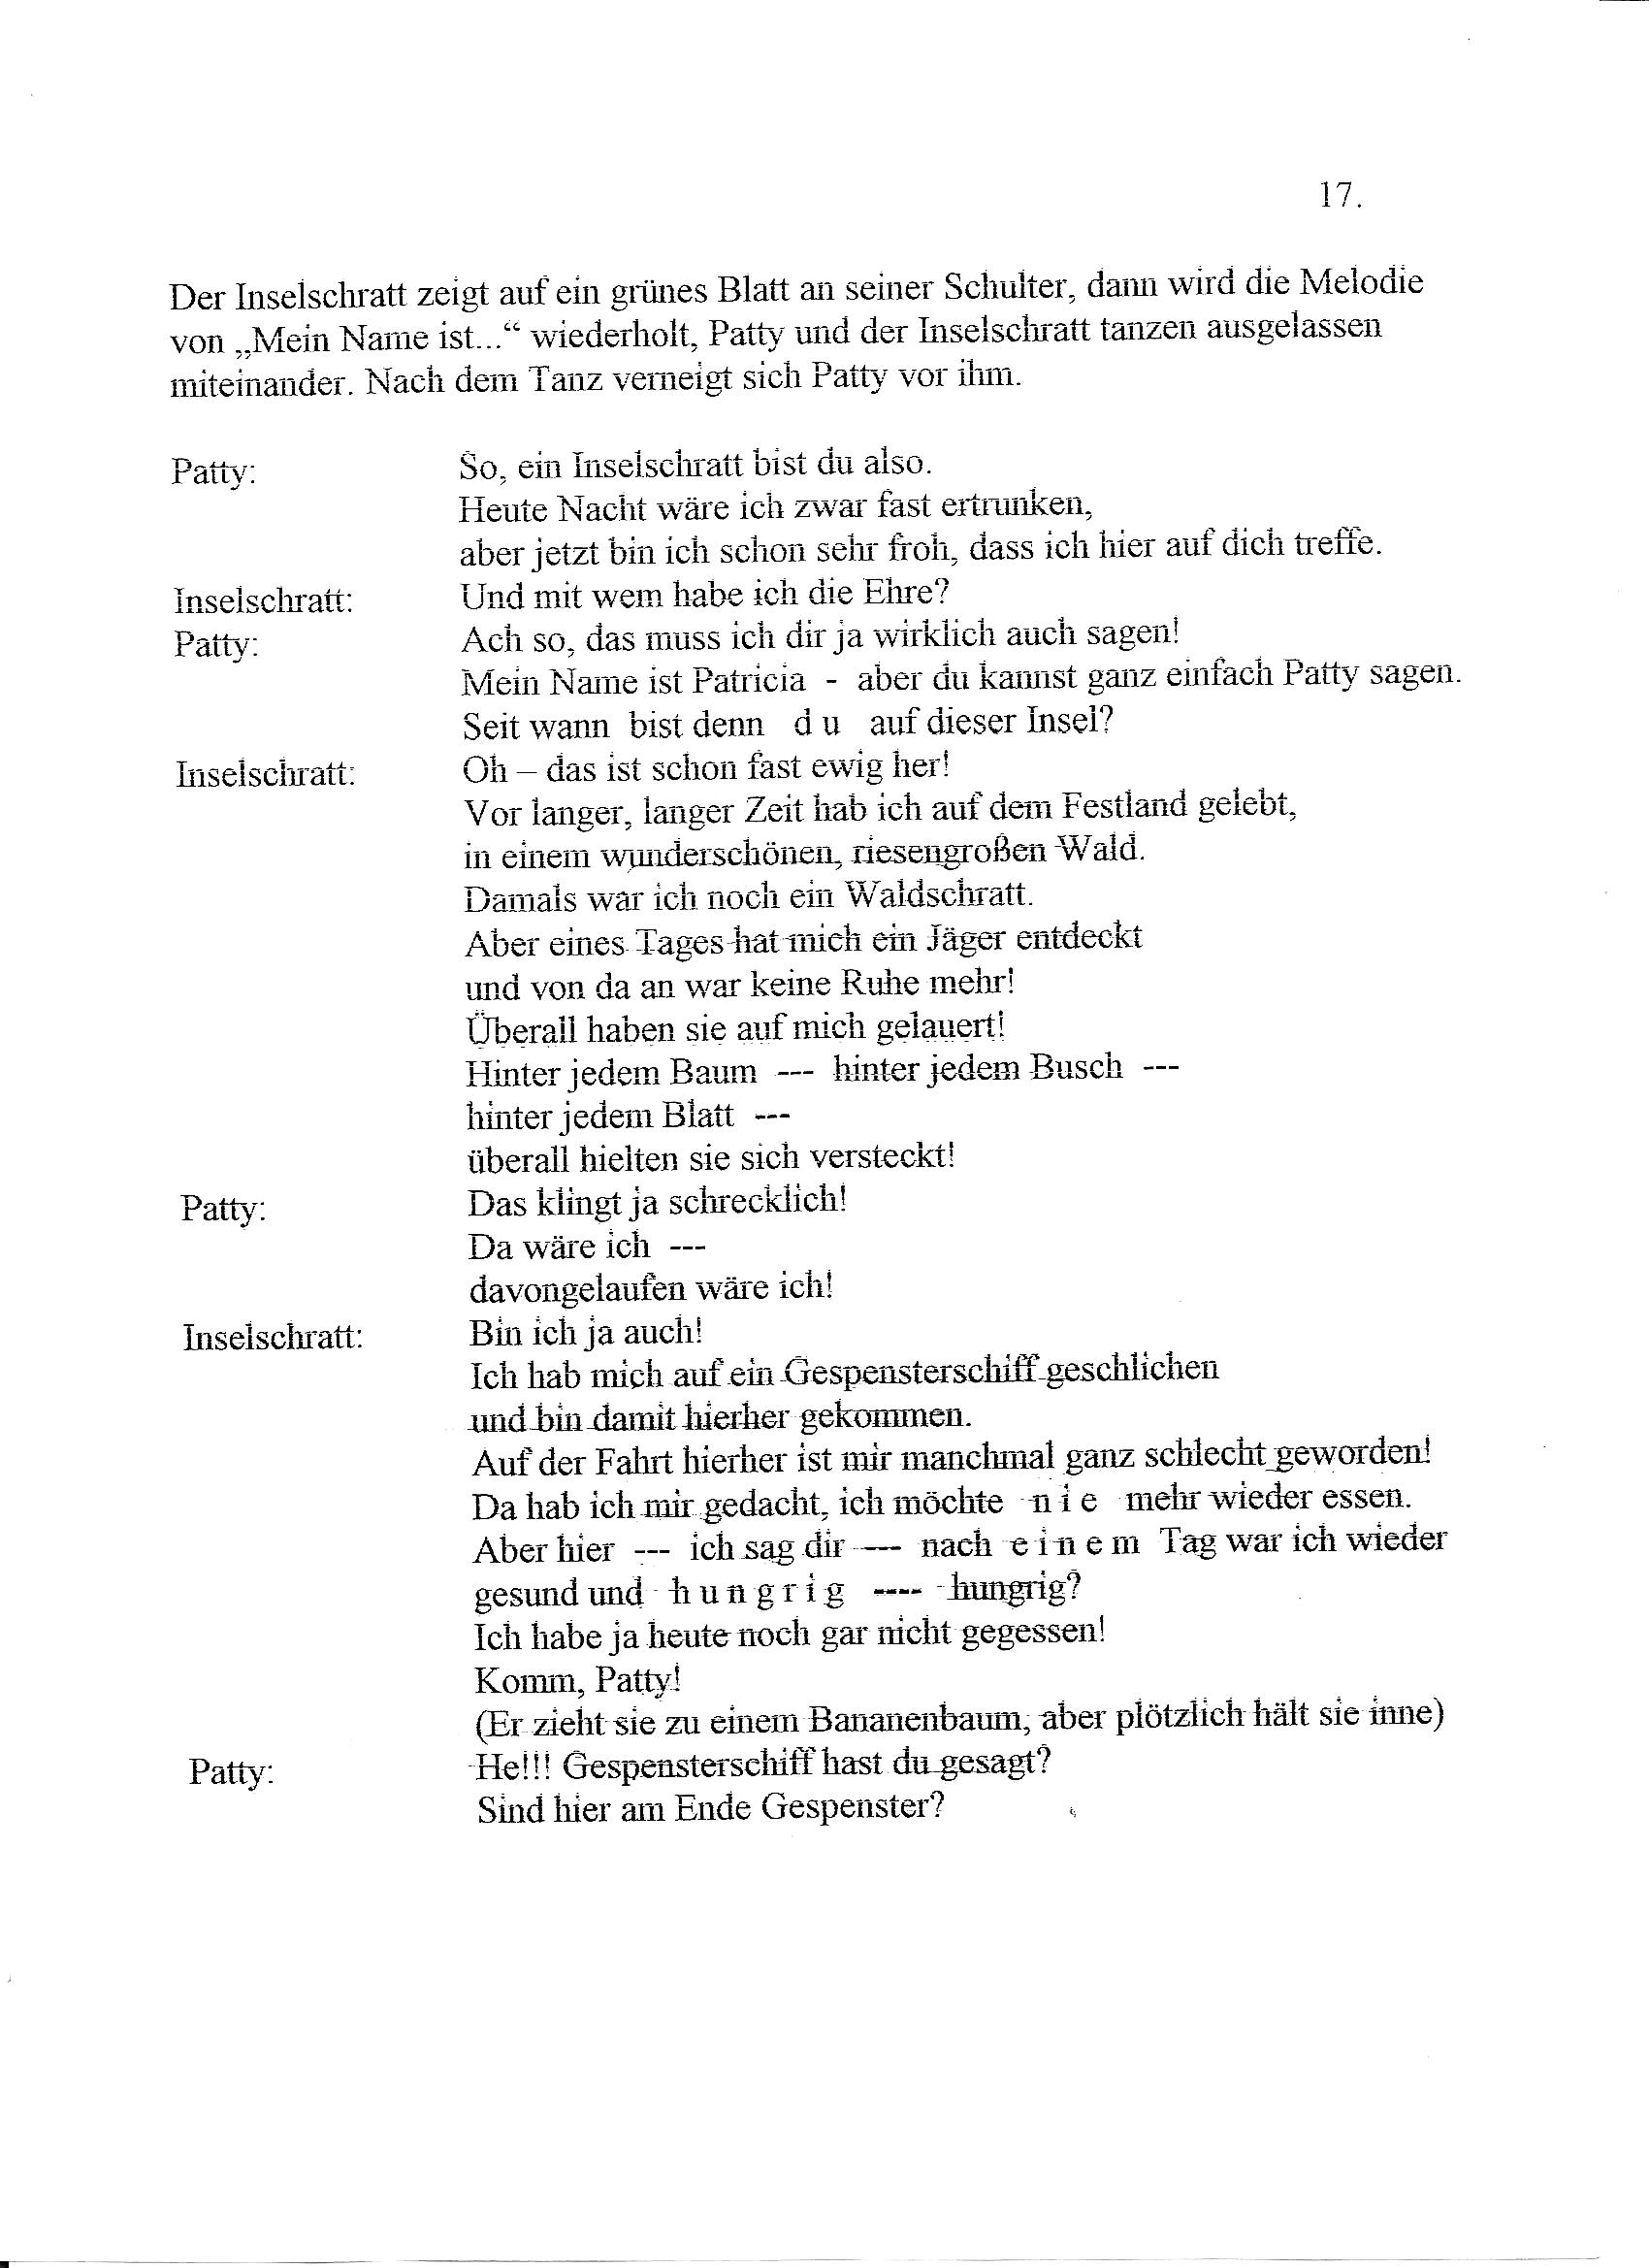 17.
Der Inselschratt zeigt auf ein grünes Blatt an seiner Schulter, dann wird die Melodie
von „Mein Name ist...“ wiederholt, Patty und der Inselschratt tanzen ausgelassen
miteinander. Nach dem Tanz verneigt sich Patty vor ihm.
Patty: So, ein Inselschratt bist du also.
Heute Nacht wäre ich zwar fast ertrunken,
aber jetzt bin ich schon sehr froh, dass ich hier auf dich treffe.
Inselschratt: Und mit wem habe ich die Ehre?
Patty: Ach so, das muss ich dir ja wirklich auch sagen!
Mein Name ist Patricia - aber du kannst ganz einfach Patty sagen.
Seit wann bist denn d u auf dieser Insel?
Inselschratt: Oh – das ist schon fast ewig her!
Vor langer, langer Zeit hab ich auf dem Festland gelebt,
in einem wunderschönen, riesengroßen Wald.
Damals war ich noch ein Waldschratt.
Aber eines Tages hat mich ein Jäger entdeckt
und von da an war keine Ruhe mehr!
Überall haben sie auf mich gelauert!
Hinter jedem Baum --- hinter jedem Busch ---
hinter jedem Blatt ---
überall hielten sie sich versteckt!
Patty: Das klingt ja schrecklich!
Da wäre ich ---
davongelaufen wäre ich!
Inselschratt: Bin ich ja auch!
Ich hab mich auf ein Gespensterschiff geschlichen
und bin damit hierher gekommen.
Auf der Fahrt hierher ist mir manchmal ganz schlecht geworden!
Da hab ich mir gedacht, ich möchte n i e mehr wieder essen.
Aber hier --- ich sag dir --- nach e i n e m Tag war ich wieder
gesund und h u n g r i g ---- hungrig?
Ich habe ja heute noch gar nicht gegessen!
Komm, Patty!
(Er zieht sie zu einem Bananenbaum, aber plötzlich hält sie inne)
Patty: He!!! Gespensterschiff hast du gesagt?
Sind hier am Ende Gespenster?